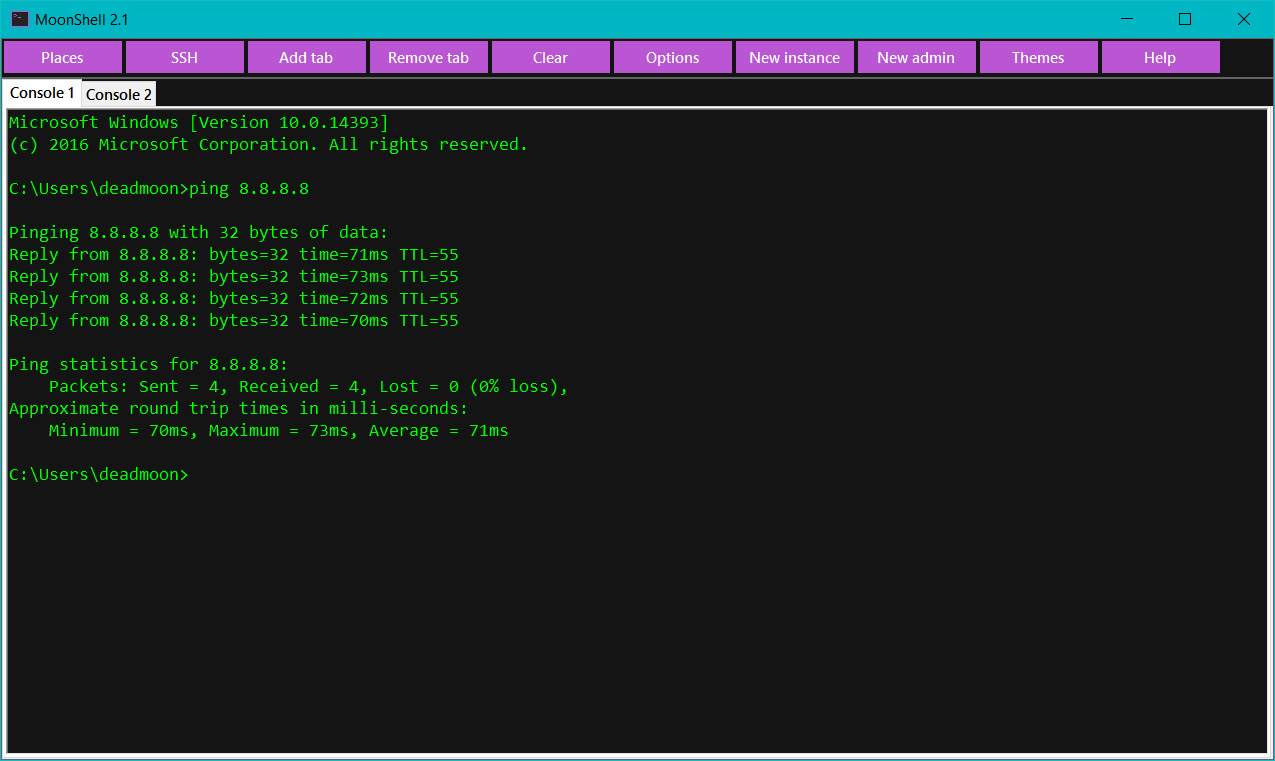 MoonShell 2.1
Places SSH Add tab Remove tab Clear Options New instance New admin Themes Help
Console 1 Console 2
Microsoft Windows [Version 10.0.14393]
(c) 2016 Microsoft Corporation. All rights reserved.
C:\Users\deadmoon>ping 8.8.8.8
Pinging 8.8.8.8 with 32 bytes of data:
Reply from 8.8.8.8: bytes=32 time=71ms TTL=55
Reply from 8.8.8.8: bytes=32 time=73ms TTL=55
Reply from 8.8.8.8: bytes=32 time=72ms TTL=55
Reply from 8.8.8.8: bytes=32 time=70ms TTL=55
Ping statistics for 8.8.8.8:
    Packets: Sent = 4, Received = 4, Lost = 0 (0% loss),
Approximate round trip times in milli-seconds:
    Minimum = 70ms, Maximum = 73ms, Average = 71ms
C:\Users\deadmoon>